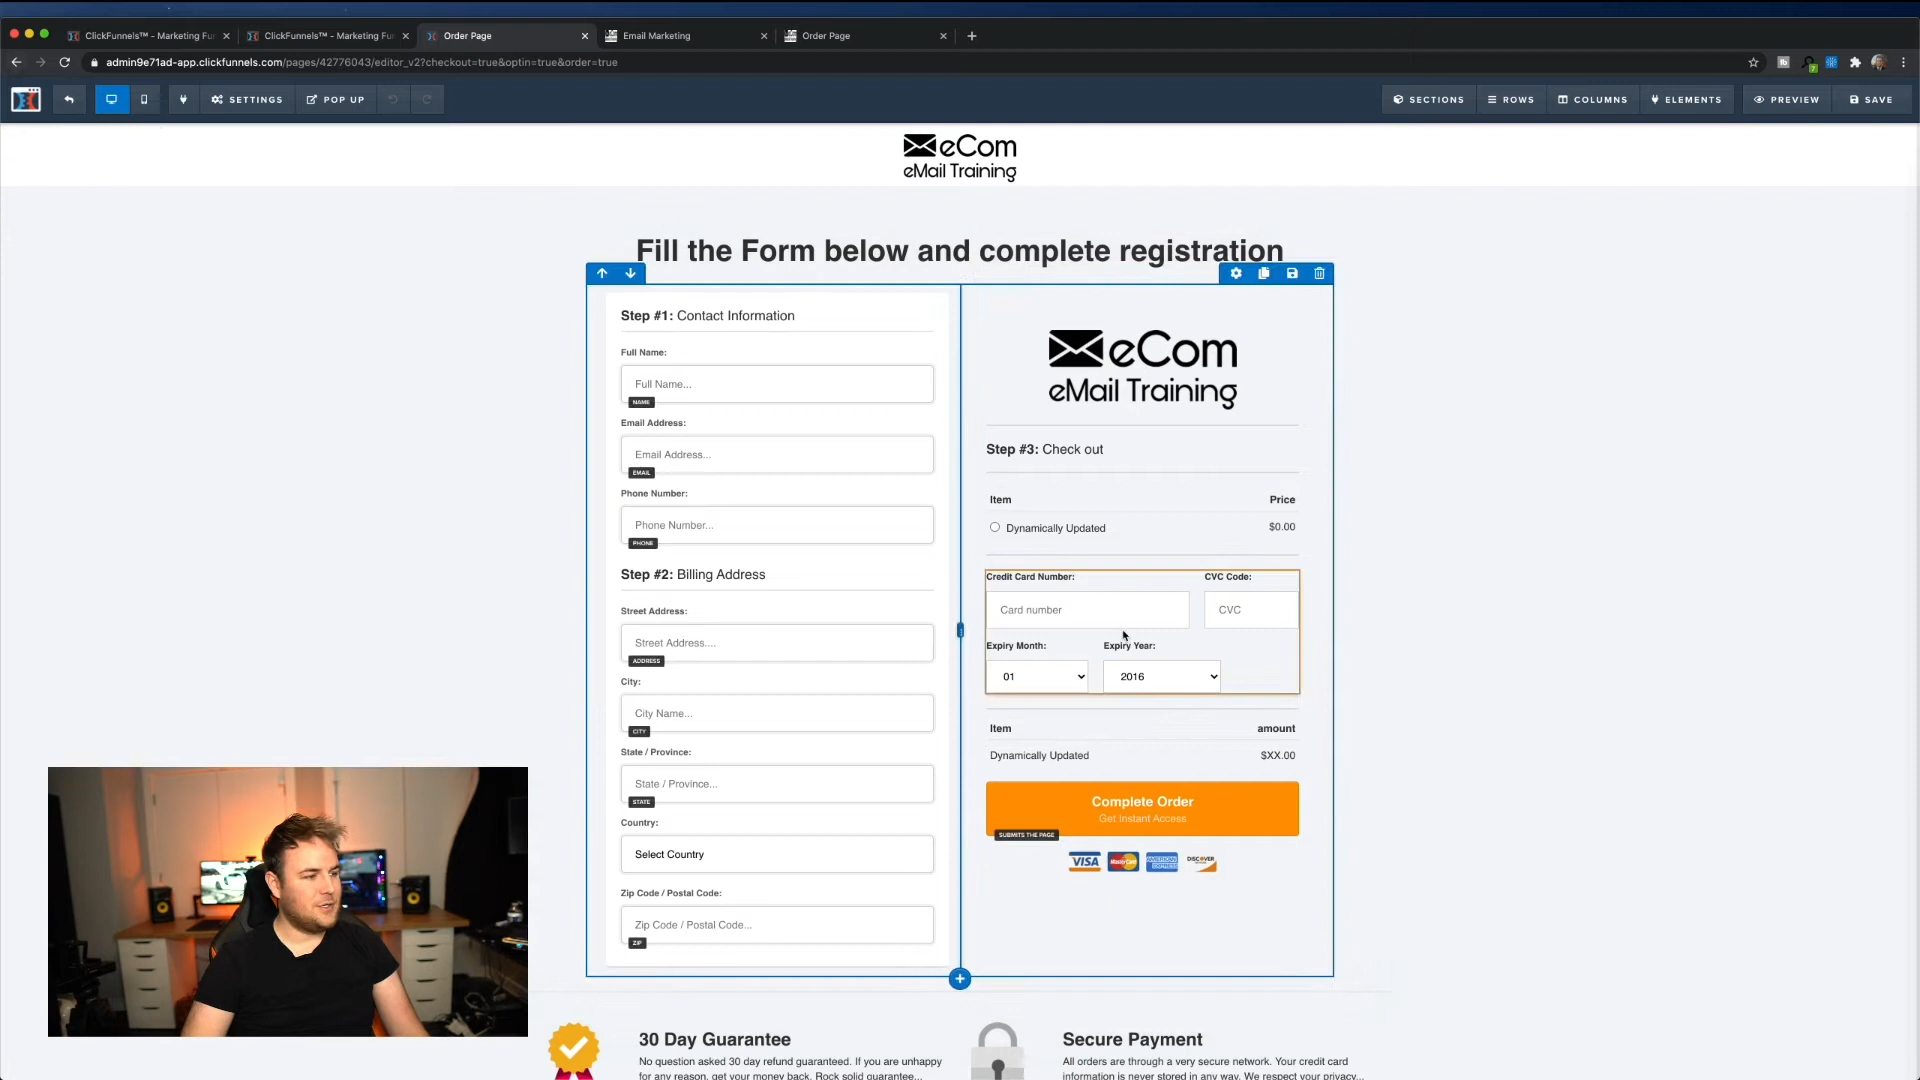 ClickFunnels™ - Marketing Fu
ClickFunnels™ - Marketing Fu
Order Page
Email Marketing
Order Page
admin9e71ad-app.clickfunnels.com/pages/42776043/editor_v2?checkout=true&optin=true&order=true
SETTINGS
POP UP
SECTIONS
ROWS
COLUMNS
ELEMENTS
PREVIEW
SAVE
eCom
eMail Training
Fill the Form below and complete registration
Step #1: Contact Information
Full Name:
Full Name...
NAME
Email Address:
Email Address...
EMAIL
Phone Number:
Phone Number...
PHONE
Step #2: Billing Address
Street Address:
Street Address....
ADDRESS
City:
City Name...
CITY
State / Province:
State / Province...
STATE
Country:
Select Country
Zip Code / Postal Code:
Zip Code / Postal Code...
ZIP
eCom
eMail Training
Step #3: Check out
Item Price
Dynamically Updated $0.00
Credit Card Number: CVC Code:
Card number CVC
Expiry Month: Expiry Year:
01 2016
Item amount
Dynamically Updated $XX.00
Complete Order
Get Instant Access
SUBMITS THE PAGE
VISA MasterCard AMERICAN EXPRESS DISCOVER
30 Day Guarantee
No question asked 30 day refund guaranteed. If you are unhappy
for any reason, get your money back. Rock solid guarantee...
Secure Payment
All orders are through a very secure network. Your credit card
information is never stored in any way. We respect your privacy...